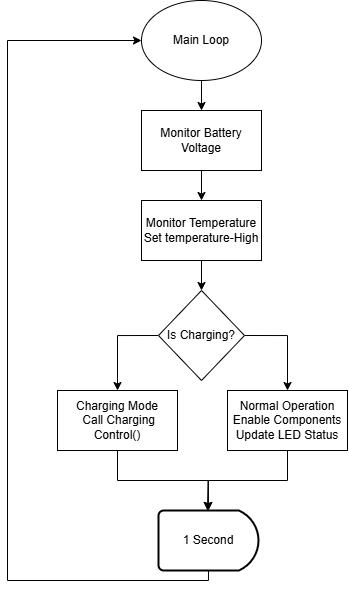 Main Loop
Monitor Battery
Voltage
Monitor Temperature
Set temperature-High
Is Charging?
Charging Mode
Call Charging
Control()
Normal Operation
Enable Components
Update LED Status
1 Second